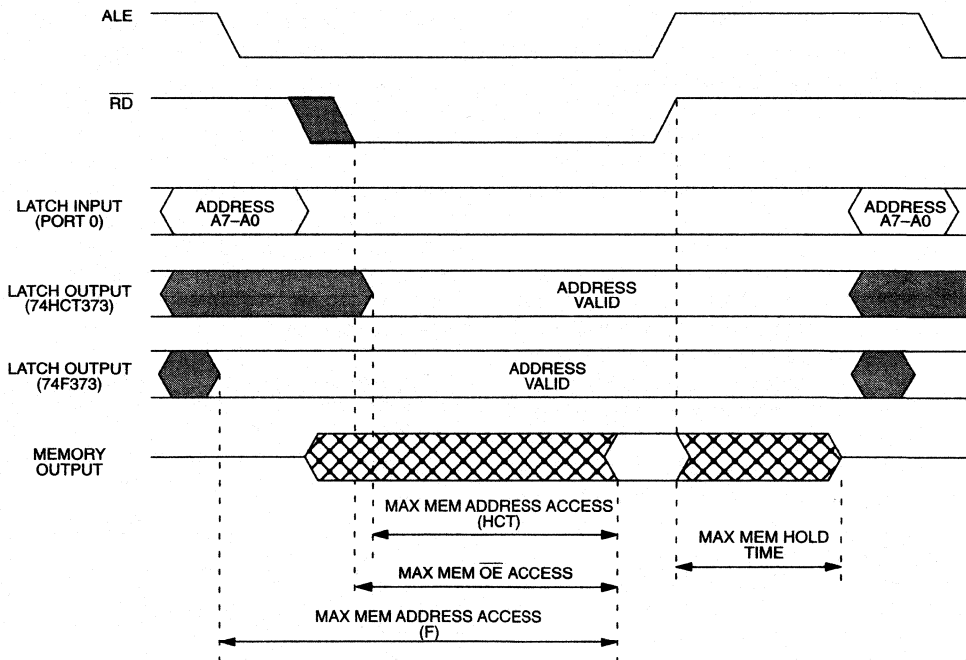 ALE
R̅D̅
LATCH INPUT
(PORT 0)
ADDRESS
A7–A0
ADDRESS
A7–A0
LATCH OUTPUT
(74HCT373)
ADDRESS
VALID
LATCH OUTPUT
(74F373)
ADDRESS
VALID
MEMORY
OUTPUT
MAX MEM ADDRESS ACCESS
(HCT)
MAX MEM HOLD
TIME
MAX MEM O̅E̅ ACCESS
MAX MEM ADDRESS ACCESS
(F)